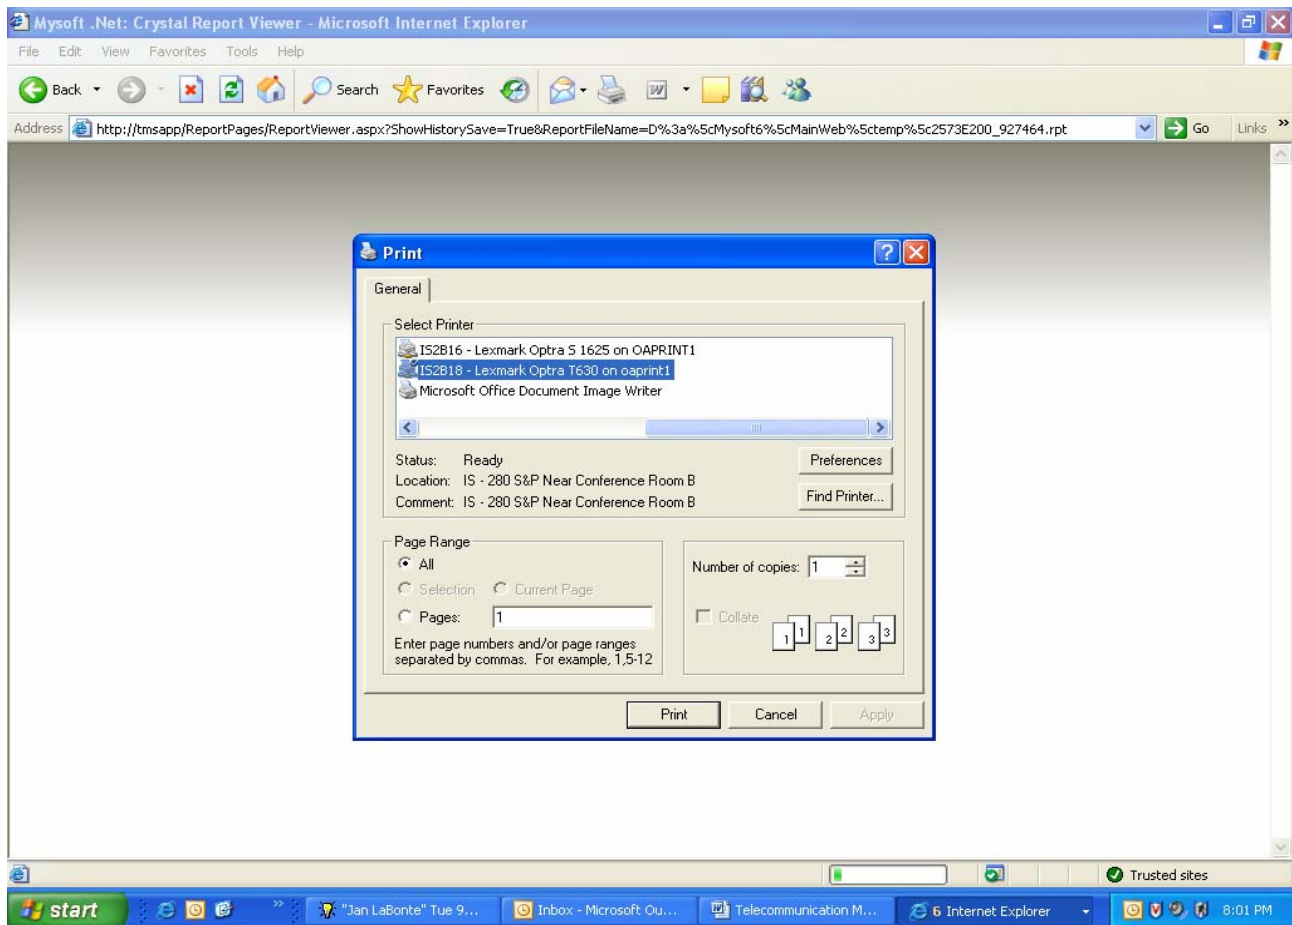 Mysoft .Net: Crystal Report Viewer - Microsoft Internet Explorer
File Edit View Favorites Tools Help
Back Search Favorites
Address http://tmsapp/ReportPages/ReportViewer.aspx?ShowHistorySave=True&ReportFileName=D%3a%5cMysoft6%5cMainWeb%5ctemp%5c2573E200_927464.rpt Go Links »
Print
General
Select Printer
IS2B16 - Lexmark Optra S 1625 on OAPRINT1
IS2B18 - Lexmark Optra T630 on oaprint1
Microsoft Office Document Image Writer
Status: Ready Preferences
Location: IS - 280 S&P Near Conference Room B
Comment: IS - 280 S&P Near Conference Room B Find Printer...
Page Range
All Number of copies: 1
Selection Current Page
Pages: 1 Collate
1 1 2 2 3 3
Enter page numbers and/or page ranges
separated by commas. For example, 1,5-12
Print Cancel Apply
Trusted sites
start » "Jan LaBonte" Tue 9... Inbox - Microsoft Ou... Telecommunication M... 6 Internet Explorer 8:01 PM